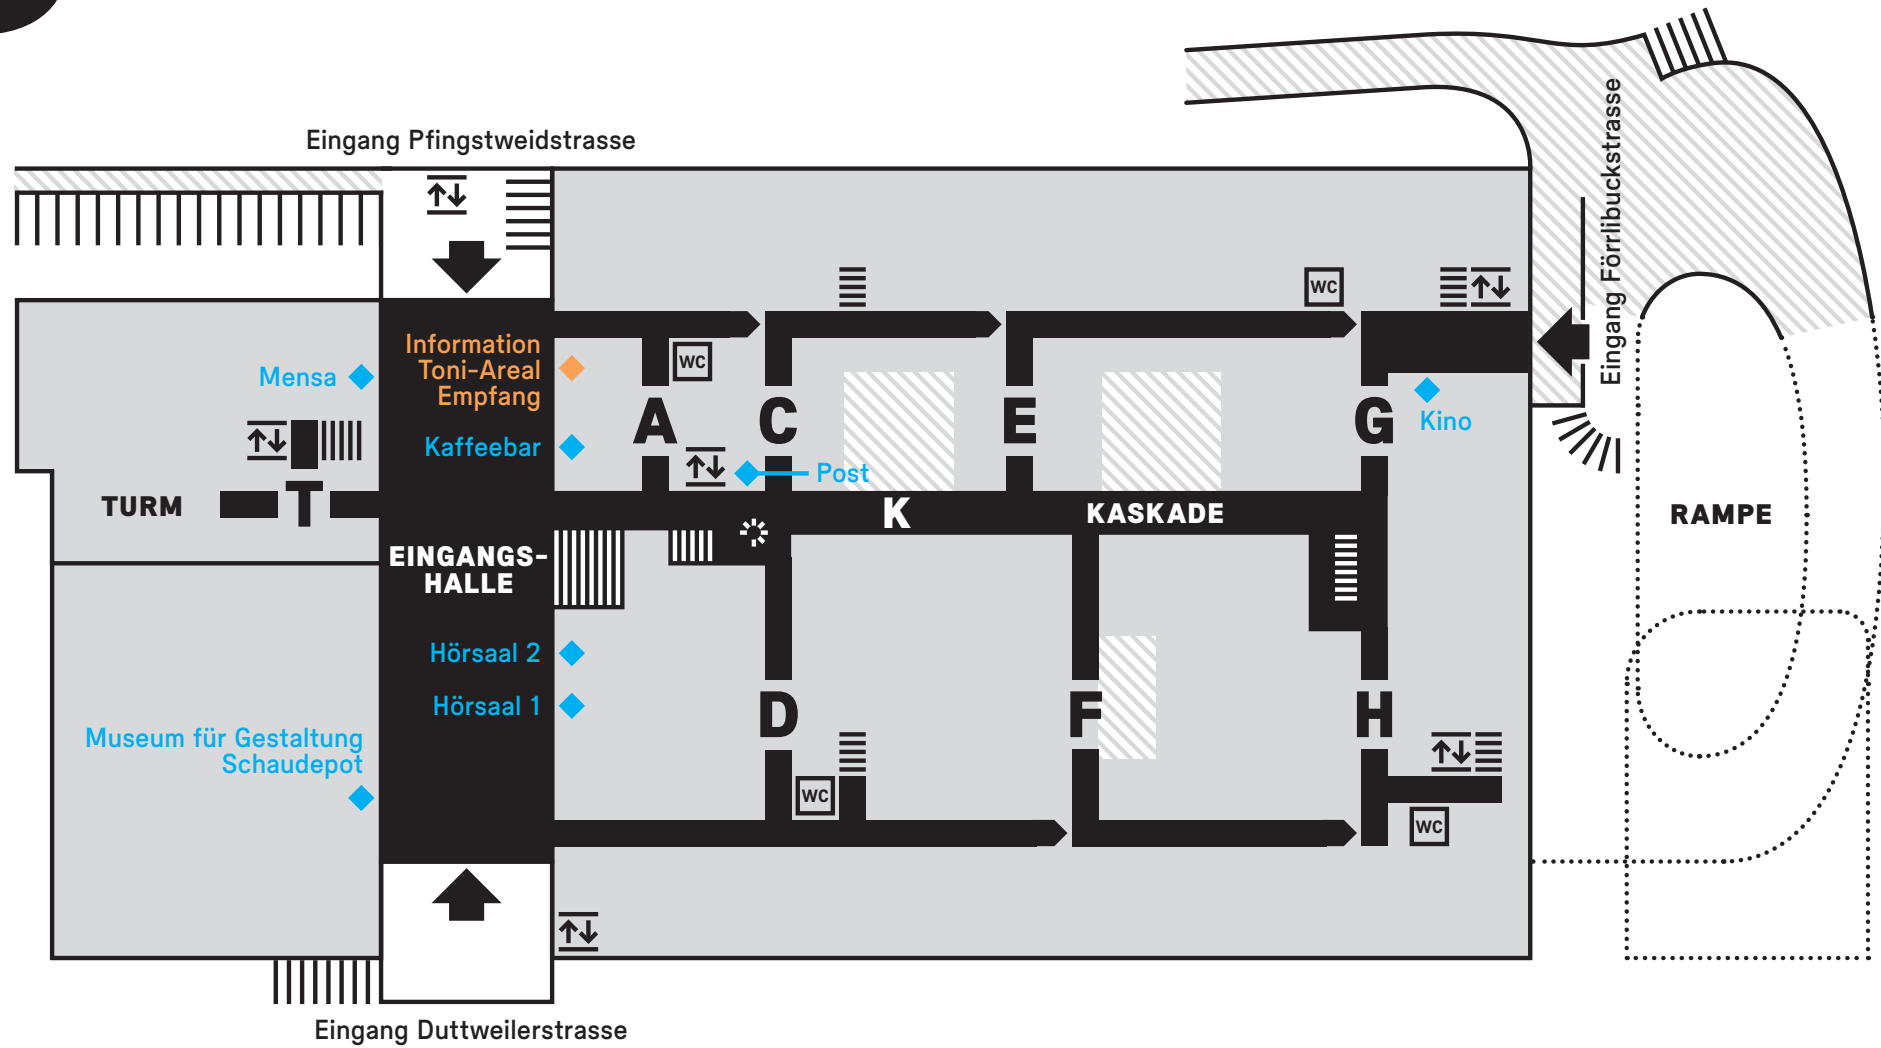 Eingang Pfingstweidstrasse
Eingang Förrlibuckstrasse
WC
Information
Toni-Areal
Empfang
WC
Mensa
Kaffeebar
A
C
E
G
Kino
Post
TURM
T
K
KASKADE
RAMPE
EINGANGS-
HALLE
Hörsaal 2
Hörsaal 1
D
F
H
Museum für Gestaltung
Schaudepot
WC
WC
Eingang Duttweilerstrasse